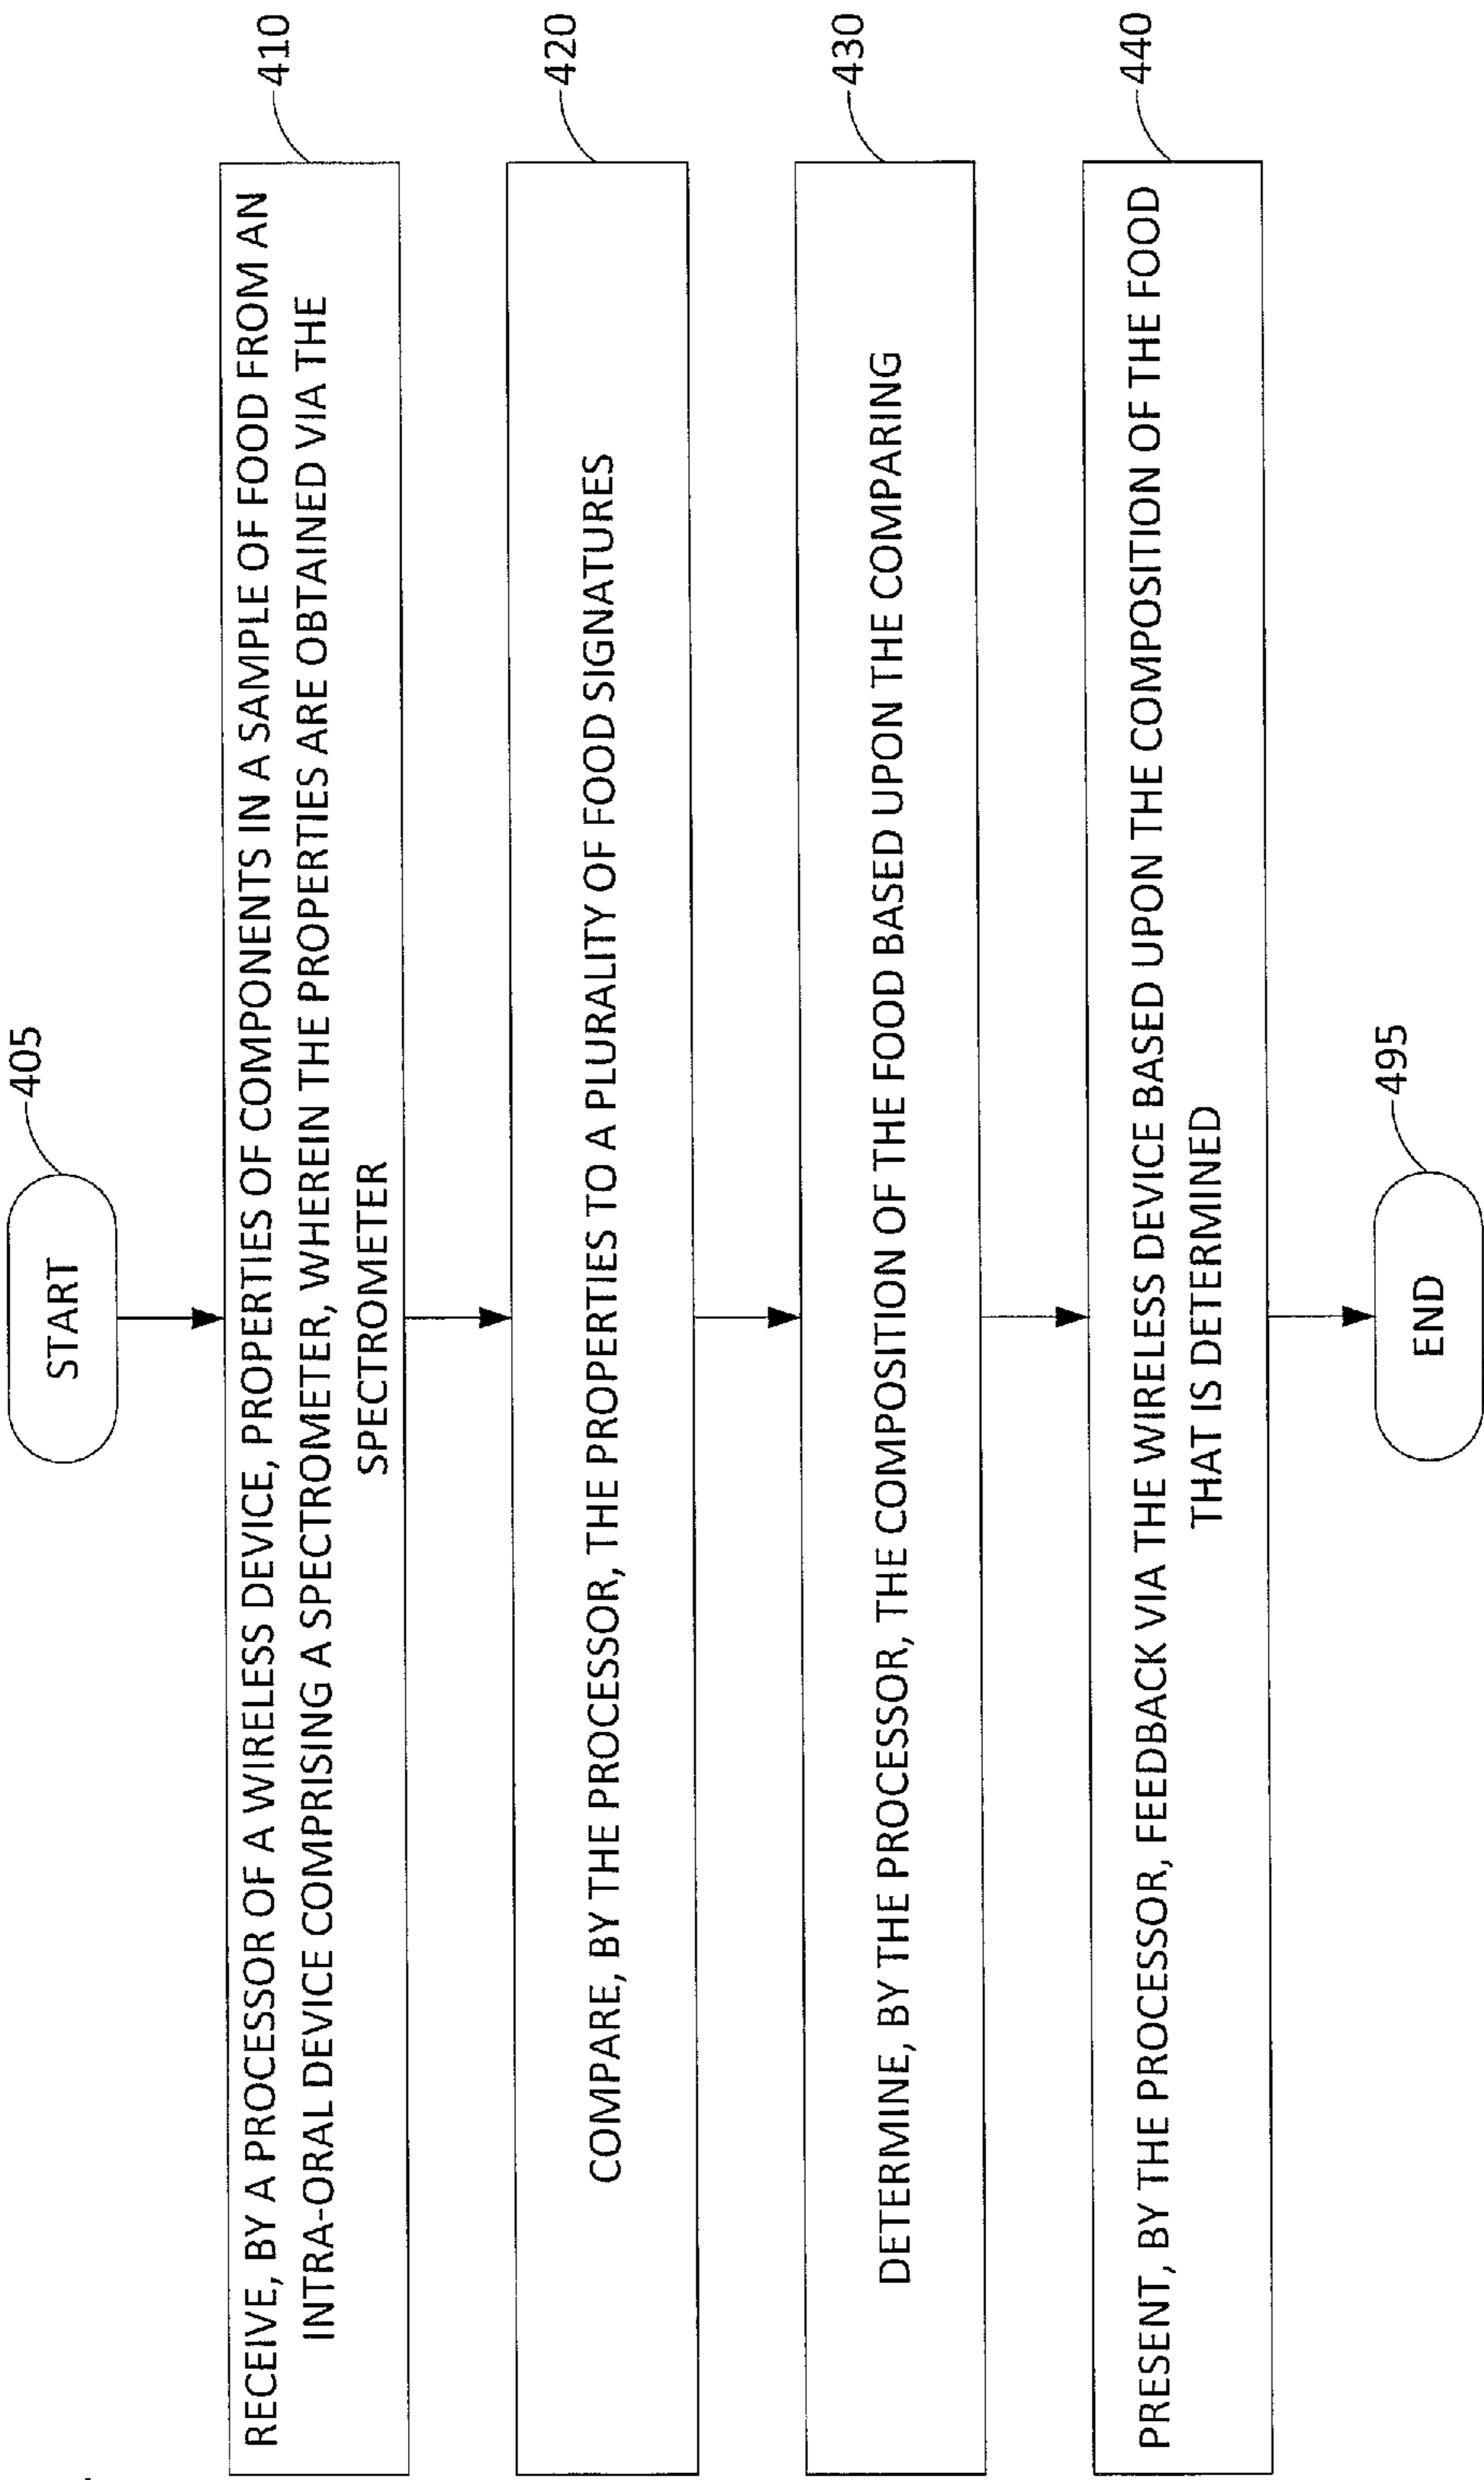 START
405
RECEIVE, BY A PROCESSOR OF A WIRELESS DEVICE, PROPERTIES OF COMPONENTS IN A SAMPLE OF FOOD FROM AN
INTRA-ORAL DEVICE COMPRISING A SPECTROMETER, WHEREIN THE PROPERTIES ARE OBTAINED VIA THE
SPECTROMETER
410
COMPARE, BY THE PROCESSOR, THE PROPERTIES TO A PLURALITY OF FOOD SIGNATURES
420
DETERMINE, BY THE PROCESSOR, THE COMPOSITION OF THE FOOD BASED UPON THE COMPARING
430
PRESENT, BY THE PROCESSOR, FEEDBACK VIA THE WIRELESS DEVICE BASED UPON THE COMPOSITION OF THE FOOD
THAT IS DETERMINED
440
END
495